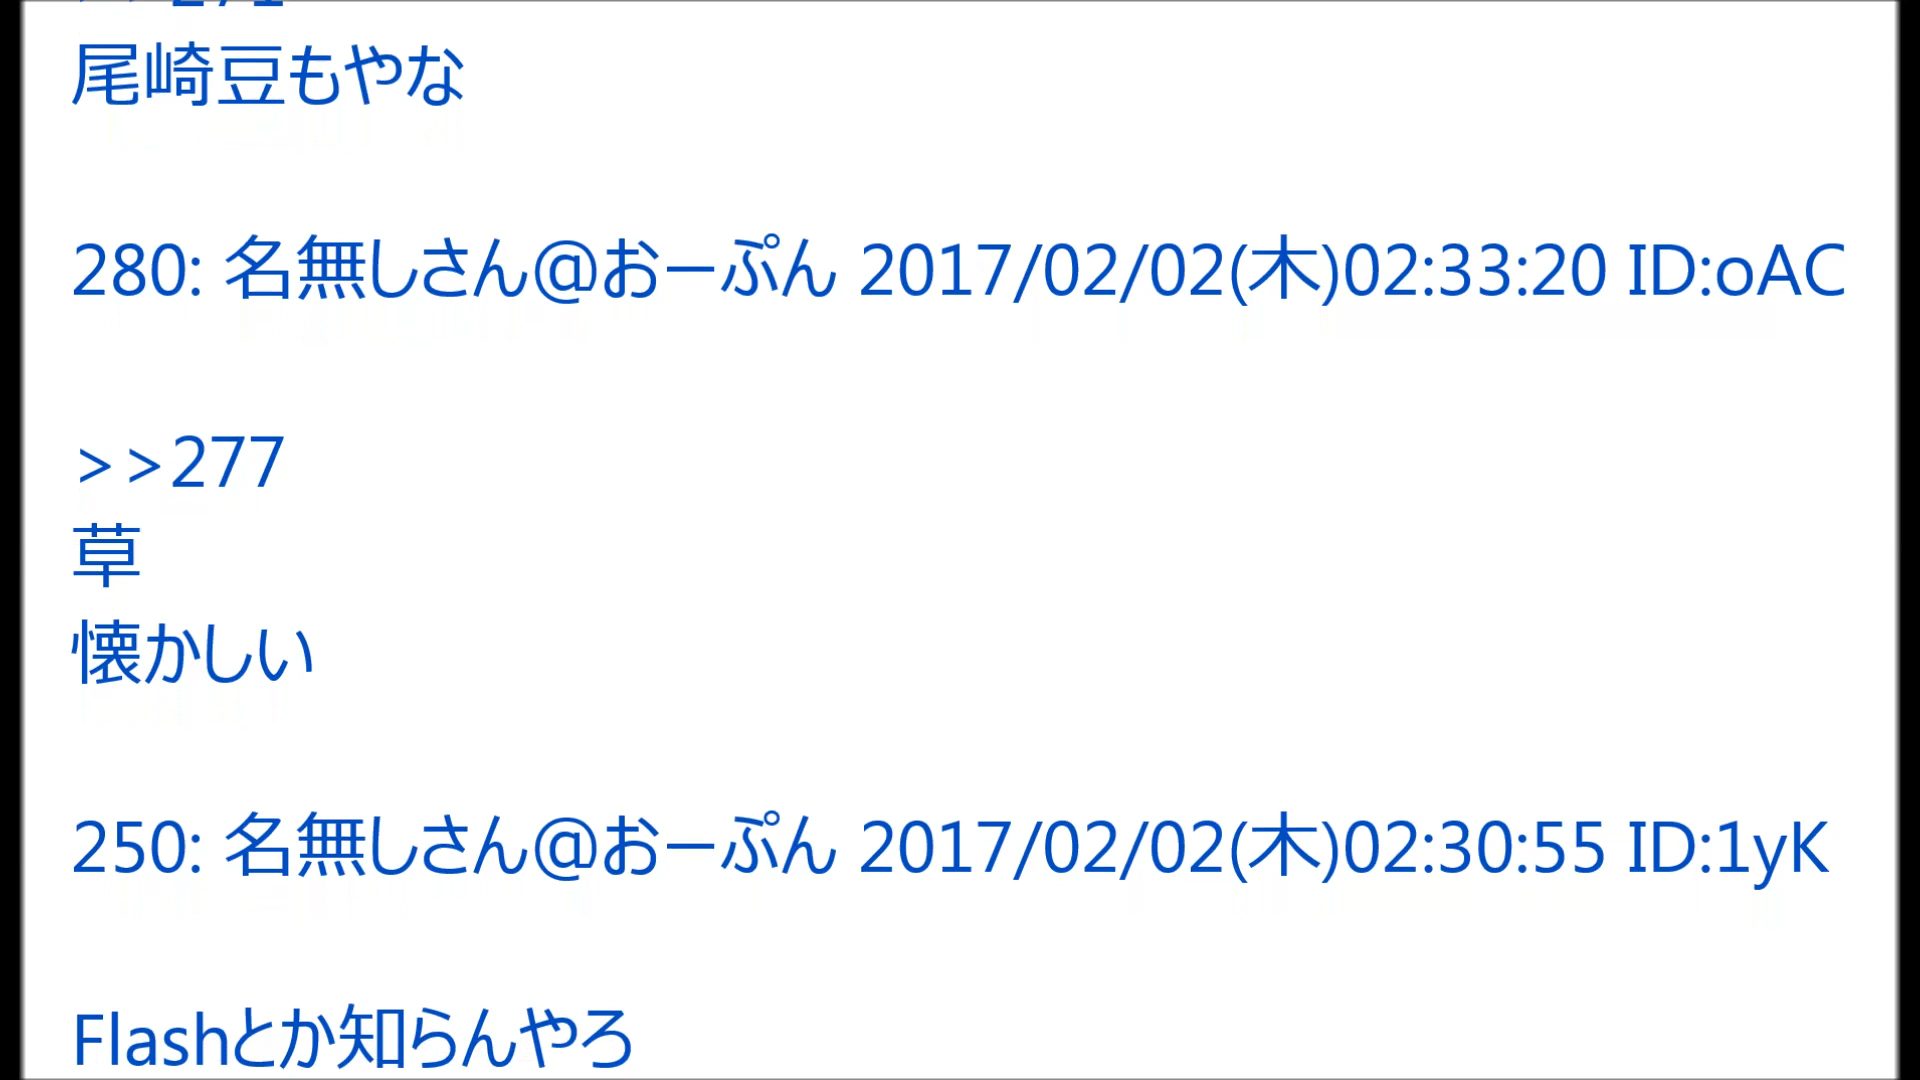 尾崎豆もやな
280: 名無しさん@おーぷん 2017/02/02(木)02:33:20 ID:oAC
>>277
草
懐かしい
250: 名無しさん@おーぷん 2017/02/02(木)02:30:55 ID:1yK
Flashとか知らんやろ